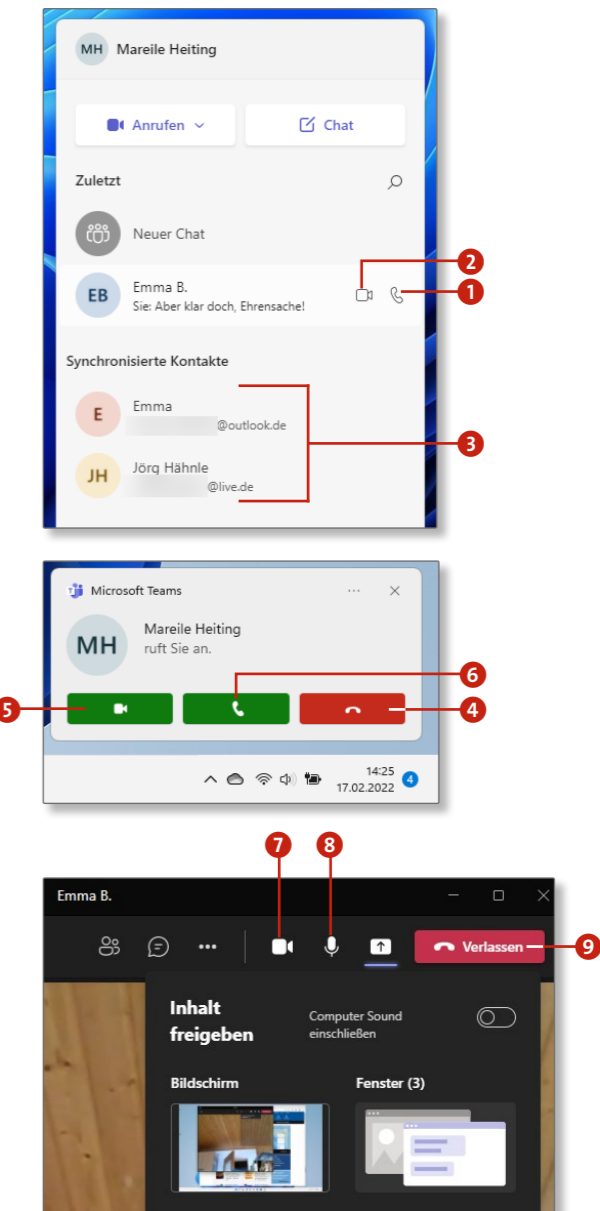 MH Mareile Heiting
Anrufen Chat
Zuletzt
Neuer Chat
2
EB Emma B.
1
Sie: Aber klar doch, Ehrensache!
Synchronisierte Kontakte
E Emma
@outlook.de
3
JH Jörg Hähnle
@live.de
Microsoft Teams
MH Mareile Heiting
ruft Sie an.
6
5
4
14:25
17.02.2022 4
7 8
Emma B.
Verlassen 9
Inhalt
freigeben
Computer Sound
einschließen
Bildschirm Fenster (3)